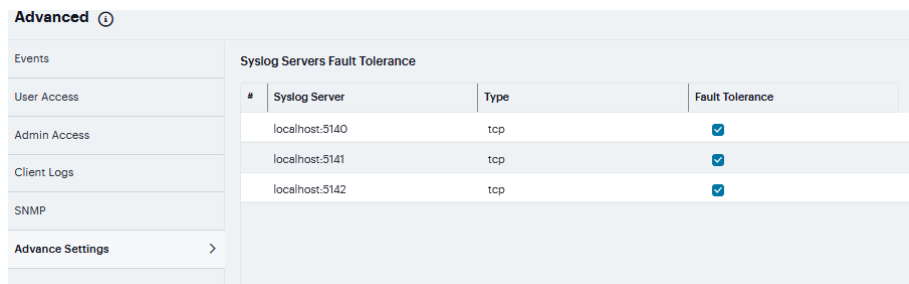 Advanced
Events
User Access
Admin Access
Client Logs
SNMP
Advance Settings
Syslog Servers Fault Tolerance
# Syslog Server Type Fault Tolerance
localhost:5140 tcp
localhost:5141 tcp
localhost:5142 tcp